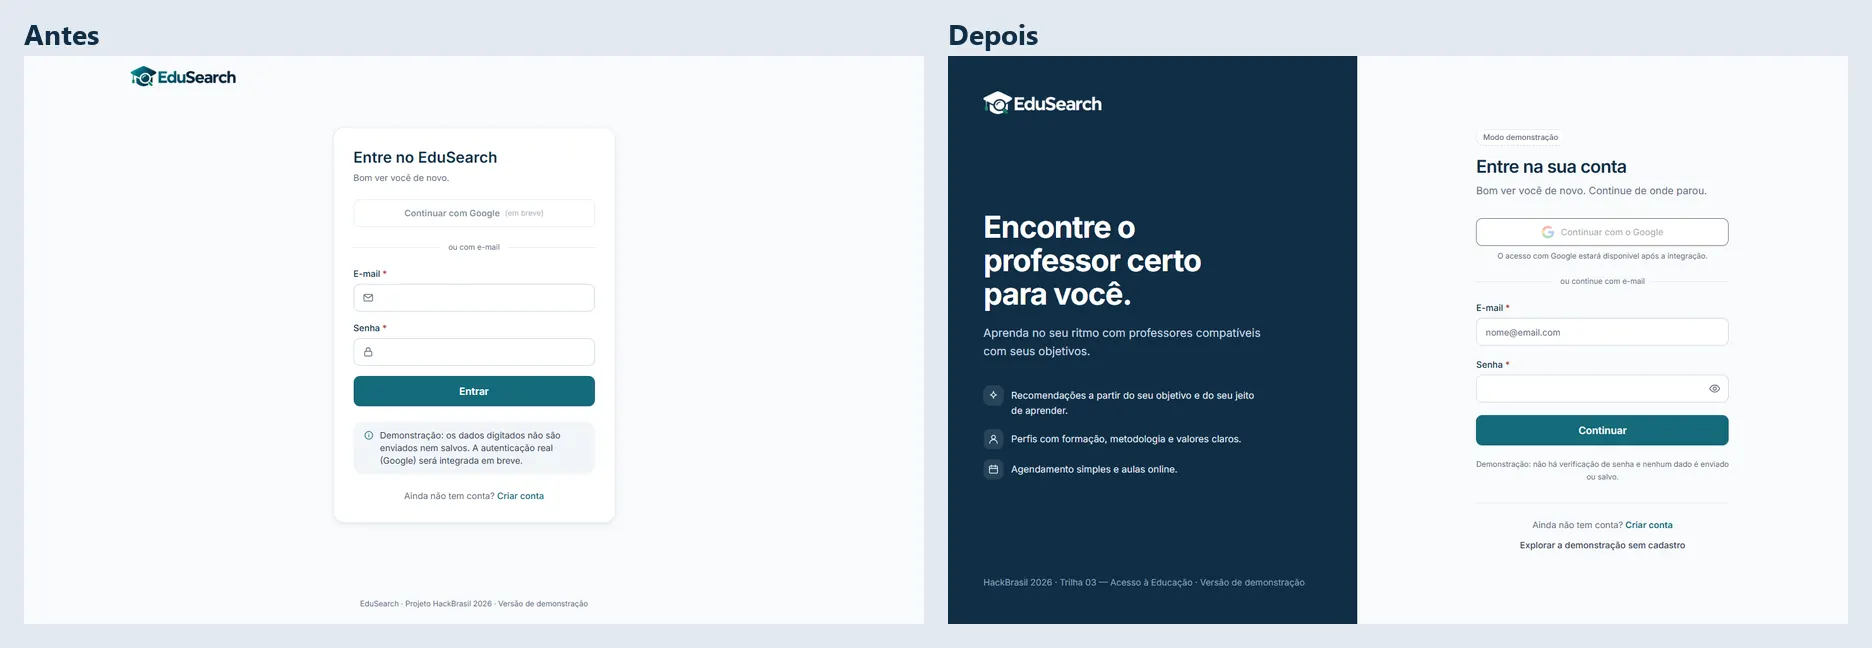 Antes
EduSearch
Entre no EduSearch
Bom ver você de novo.
Continuar com Google (em breve)
ou com e-mail
E-mail *
Senha *
Entrar
Demonstração: os dados digitados não são
enviados nem salvos. A autenticação real
(Google) será integrada em breve.
Ainda não tem conta? Criar conta
EduSearch · Projeto HackBrasil 2026 · Versão de demonstração
Depois
EduSearch
Encontre o
professor certo
para você.
Aprenda no seu ritmo com professores compatíveis
com seus objetivos.
Recomendações a partir do seu objetivo e do seu jeito
de aprender.
Perfis com formação, metodologia e valores claros.
Agendamento simples e aulas online.
HackBrasil 2026 · Trilha 03 — Acesso à Educação · Versão de demonstração
Modo demonstração
Entre na sua conta
Bom ver você de novo. Continue de onde parou.
Continuar com o Google
O acesso com Google estará disponível após a integração.
ou continue com e-mail
E-mail *
nome@email.com
Senha *
Continuar
Demonstração: não há verificação de senha e nenhum dado é enviado
ou salvo.
Ainda não tem conta? Criar conta
Explorar a demonstração sem cadastro